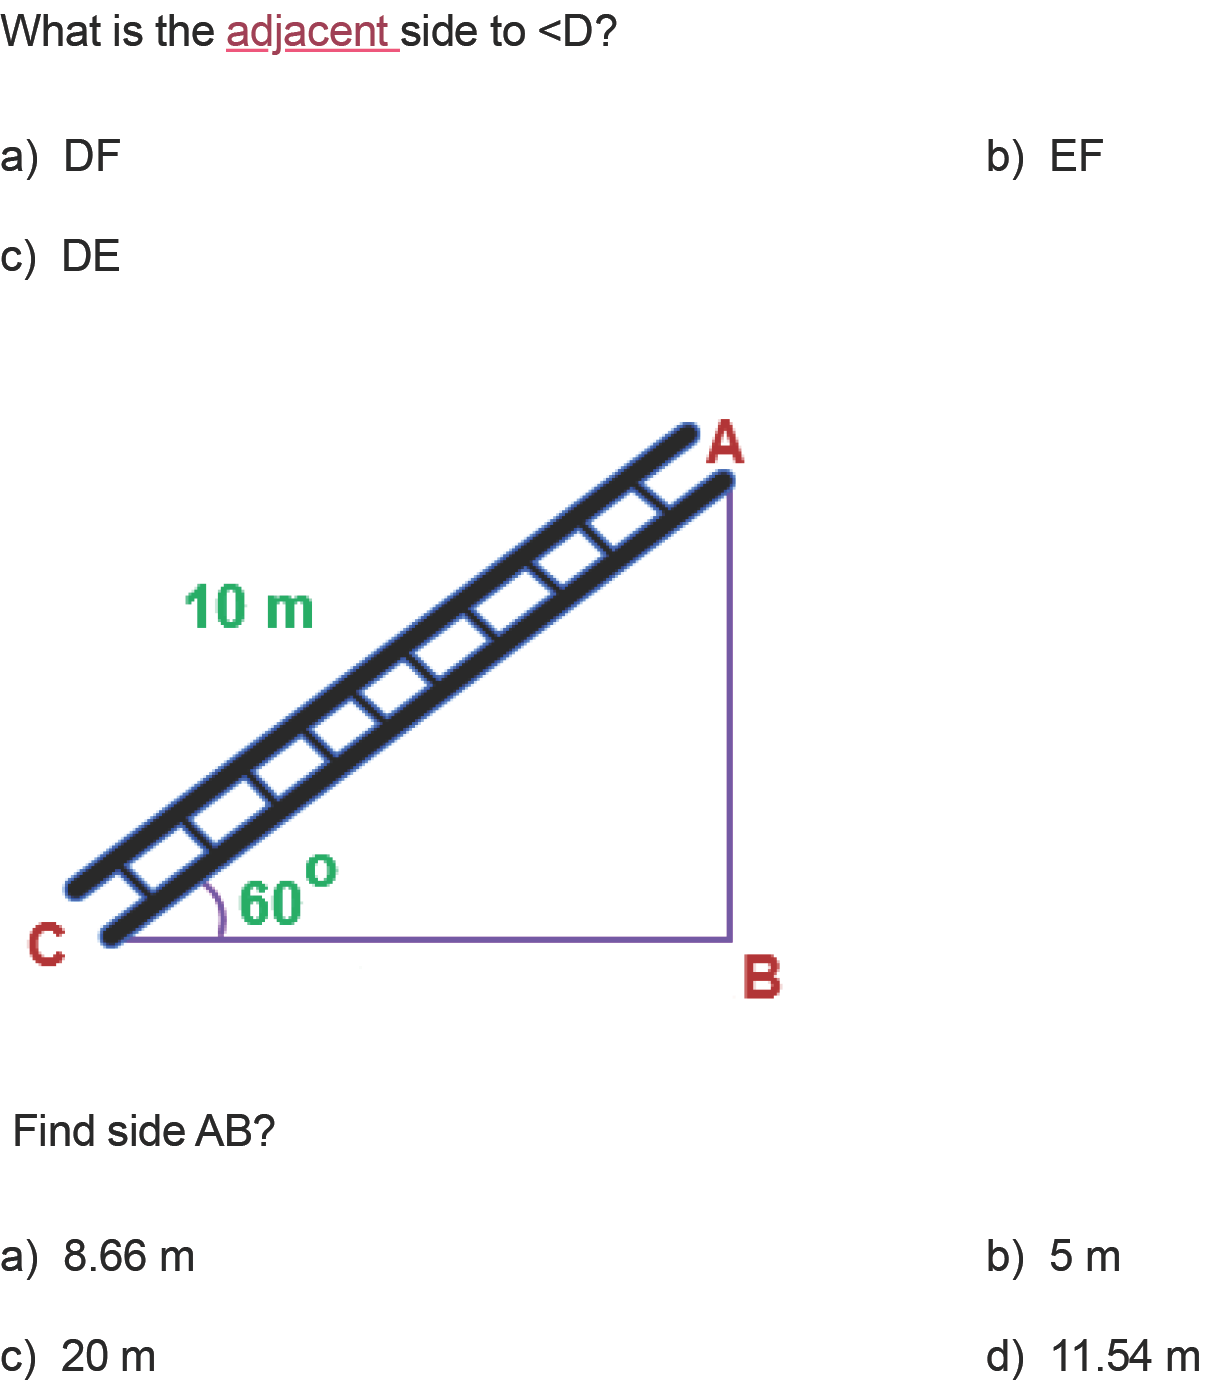 What is the adjacent side to <D?
a) DF
b) EF
c) DE
A
10 m
60°
C
B
Find side AB?
a) 8.66 m
b) 5 m
c) 20 m
d) 11.54 m